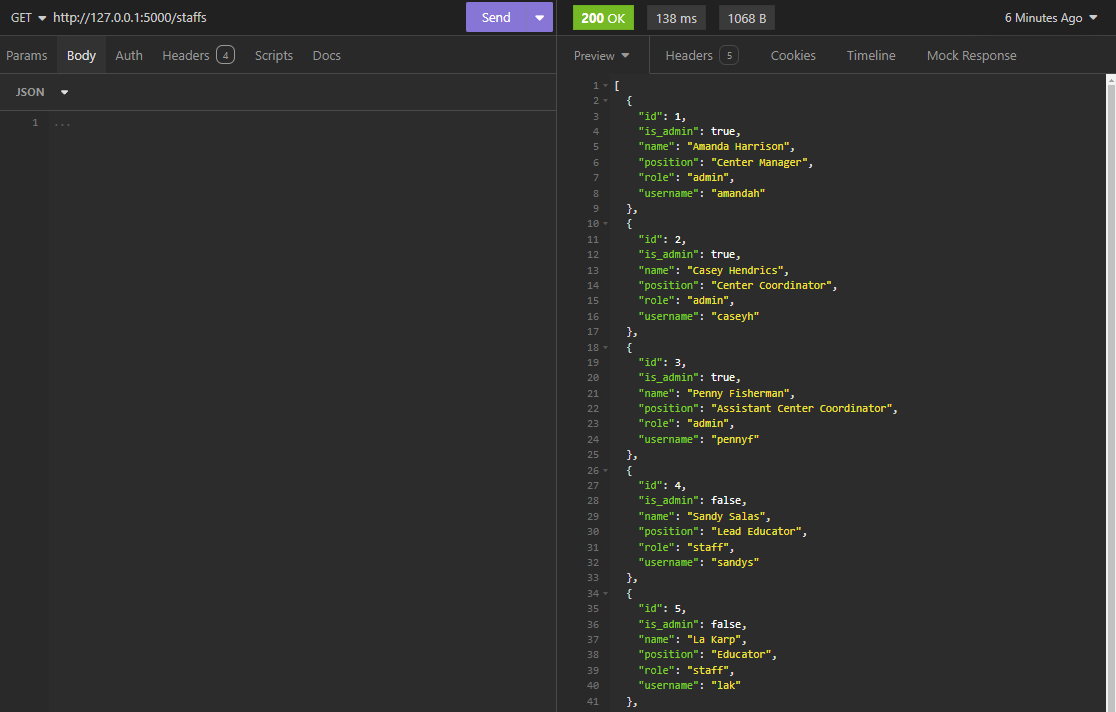 GET http://127.0.0.1:5000/staffs Send 200 OK 138 ms 1068 B 6 Minutes Ago
Params Body Auth Headers 4 Scripts Docs Preview Headers 5 Cookies Timeline Mock Response
JSON
1 ...
1 [
2 {
3 "id": 1,
4 "is_admin": true,
5 "name": "Amanda Harrison",
6 "position": "Center Manager",
7 "role": "admin",
8 "username": "amandah"
9 },
10 {
11 "id": 2,
12 "is_admin": true,
13 "name": "Casey Hendrics",
14 "position": "Center Coordinator",
15 "role": "admin",
16 "username": "caseyh"
17 },
18 {
19 "id": 3,
20 "is_admin": true,
21 "name": "Penny Fisherman",
22 "position": "Assistant Center Coordinator",
23 "role": "admin",
24 "username": "pennyf"
25 },
26 {
27 "id": 4,
28 "is_admin": false,
29 "name": "Sandy Salas",
30 "position": "Lead Educator",
31 "role": "staff",
32 "username": "sandys"
33 },
34 {
35 "id": 5,
36 "is_admin": false,
37 "name": "La Karp",
38 "position": "Educator",
39 "role": "staff",
40 "username": "lak"
41 },